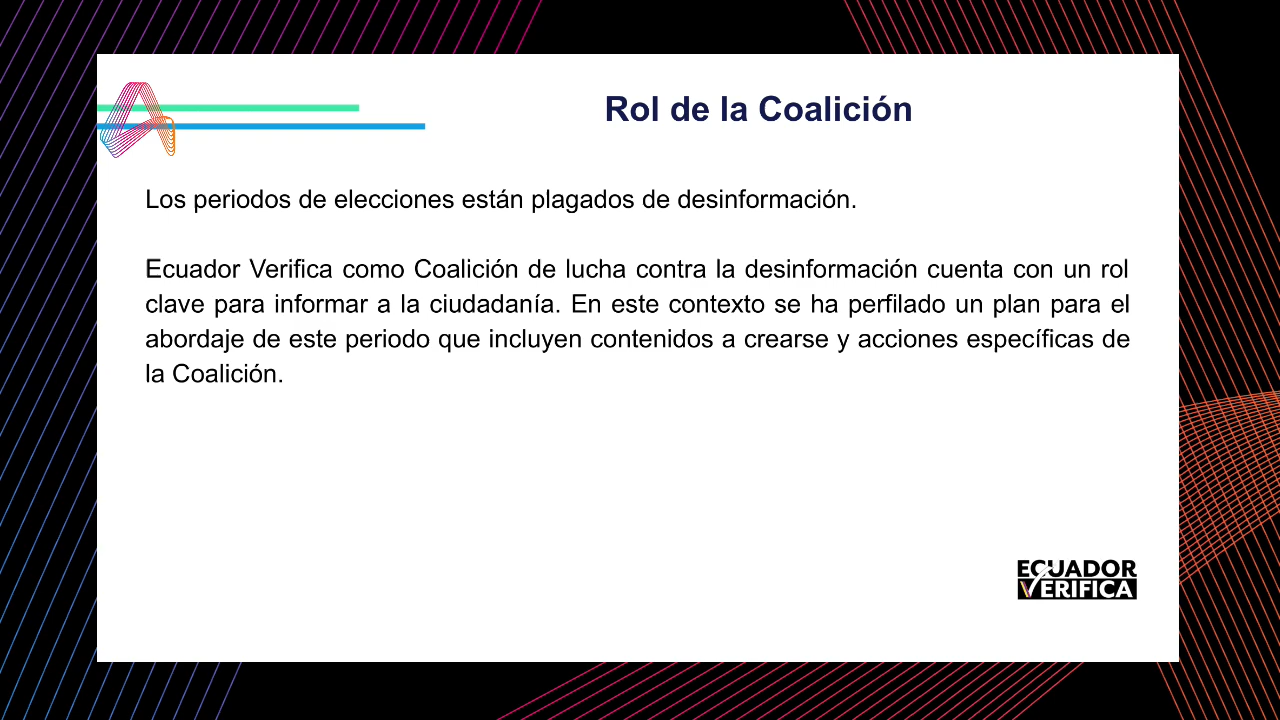 Rol de la Coalición
Los periodos de elecciones están plagados de desinformación.
Ecuador Verifica como Coalición de lucha contra la desinformación cuenta con un rol
clave para informar a la ciudadanía. En este contexto se ha perfilado un plan para el
abordaje de este periodo que incluyen contenidos a crearse y acciones específicas de
la Coalición.
ECUADOR
VERIFICA